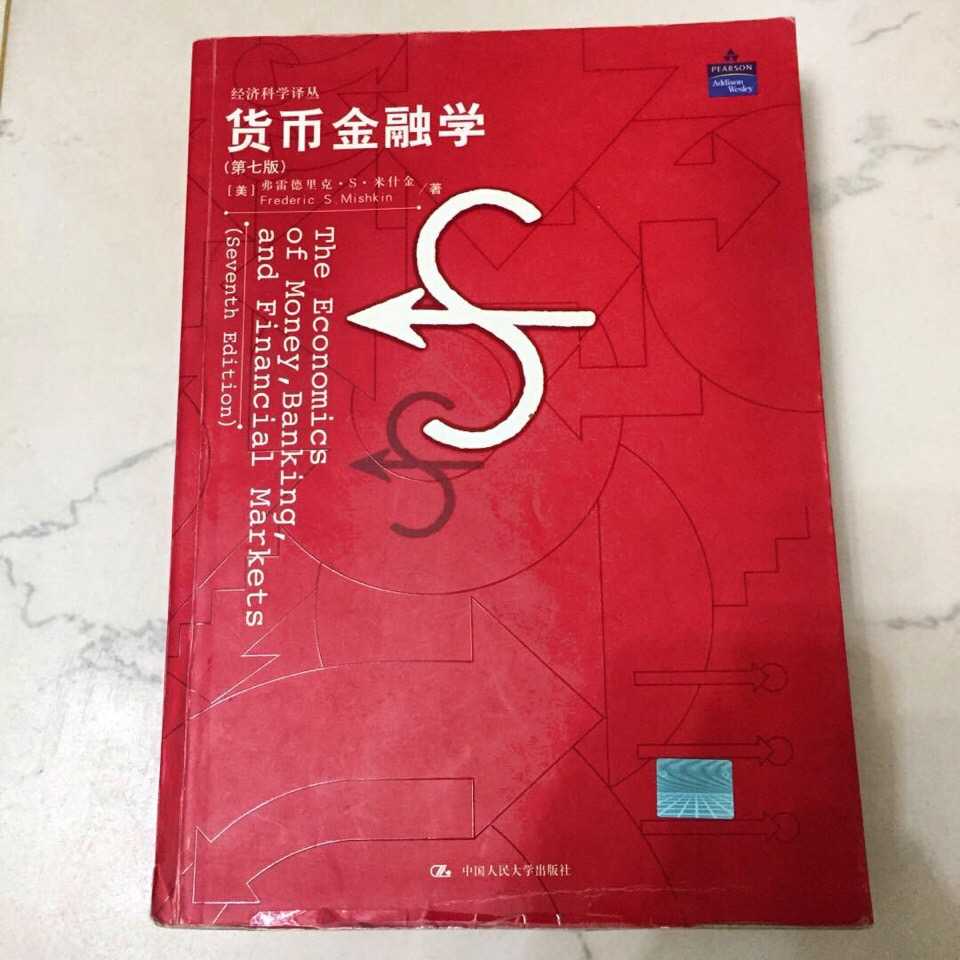 PEARSON
Addison
Wesley
经济科学译丛
货币金融学
(第七版)
[美] 弗雷德里克·S·米什金 / 著
Frederic S. Mishkin
The Economics
of Money, Banking,
and Financial Markets
(Seventh Edition)
中国人民大学出版社